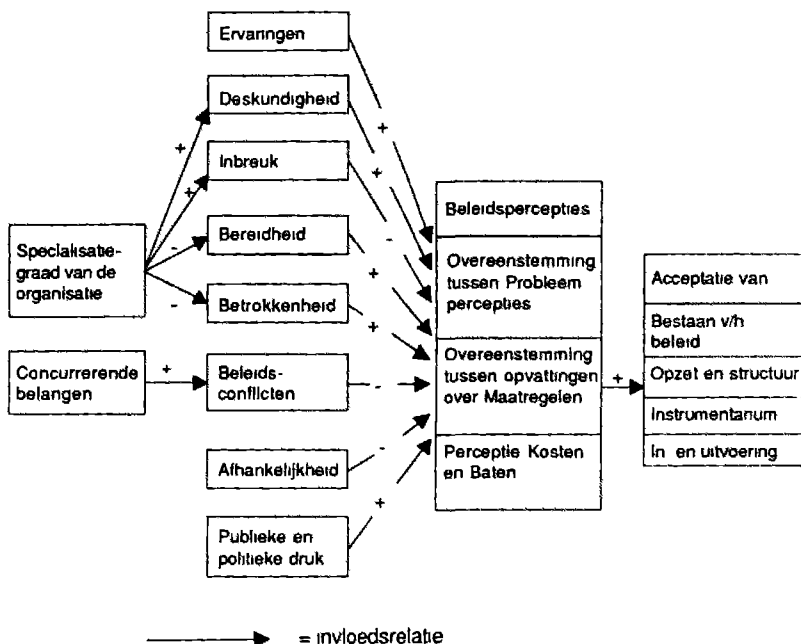 Ervaringen
Deskundigheid
Inbreuk
Bereidheid
Betrokkenheid
Specialisatie-
graad van de
organisatie
Concurrerende
belangen
Beleids-
conflicten
Afhankelijkheid
Publieke en
politieke druk
+
+
-
+
+
-
-
+
+
+
-
-
+
Beleidspercepties
Overeenstemming
tussen Probleem
percepties
Overeenstemming
tussen opvattingen
over Maatregelen
Perceptie Kosten
en Baten
+
Acceptatie van
Bestaan v/h
beleid
Opzet en structuur
Instrumentarium
In en uitvoering
= invloedsrelatie